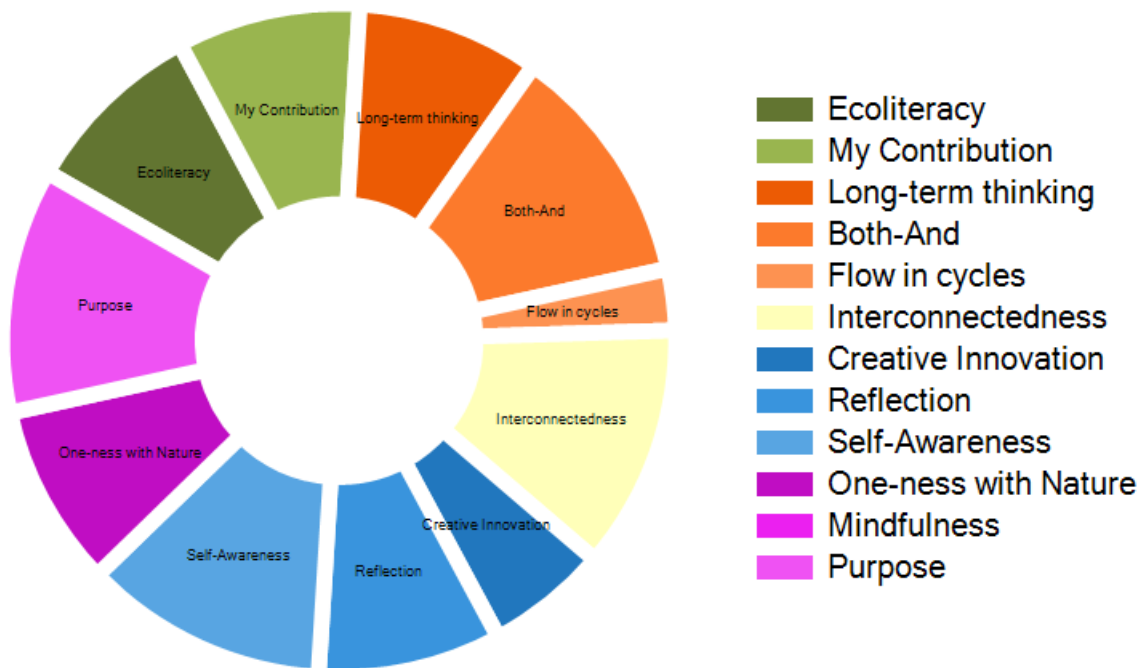 My Contribution
Long-term thinking
Ecoliteracy
Both-And
Purpose
Flow in cycles
Interconnectedness
One-ness with Nature
Creative Innovation
Self-Awareness
Reflection
Ecoliteracy
My Contribution
Long-term thinking
Both-And
Flow in cycles
Interconnectedness
Creative Innovation
Reflection
Self-Awareness
One-ness with Nature
Mindfulness
Purpose